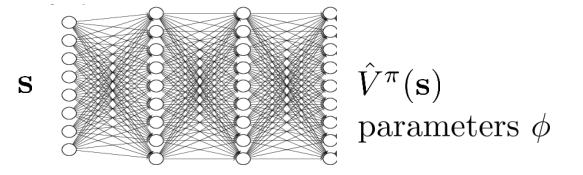 s
V̂^π(s)
parameters ϕ